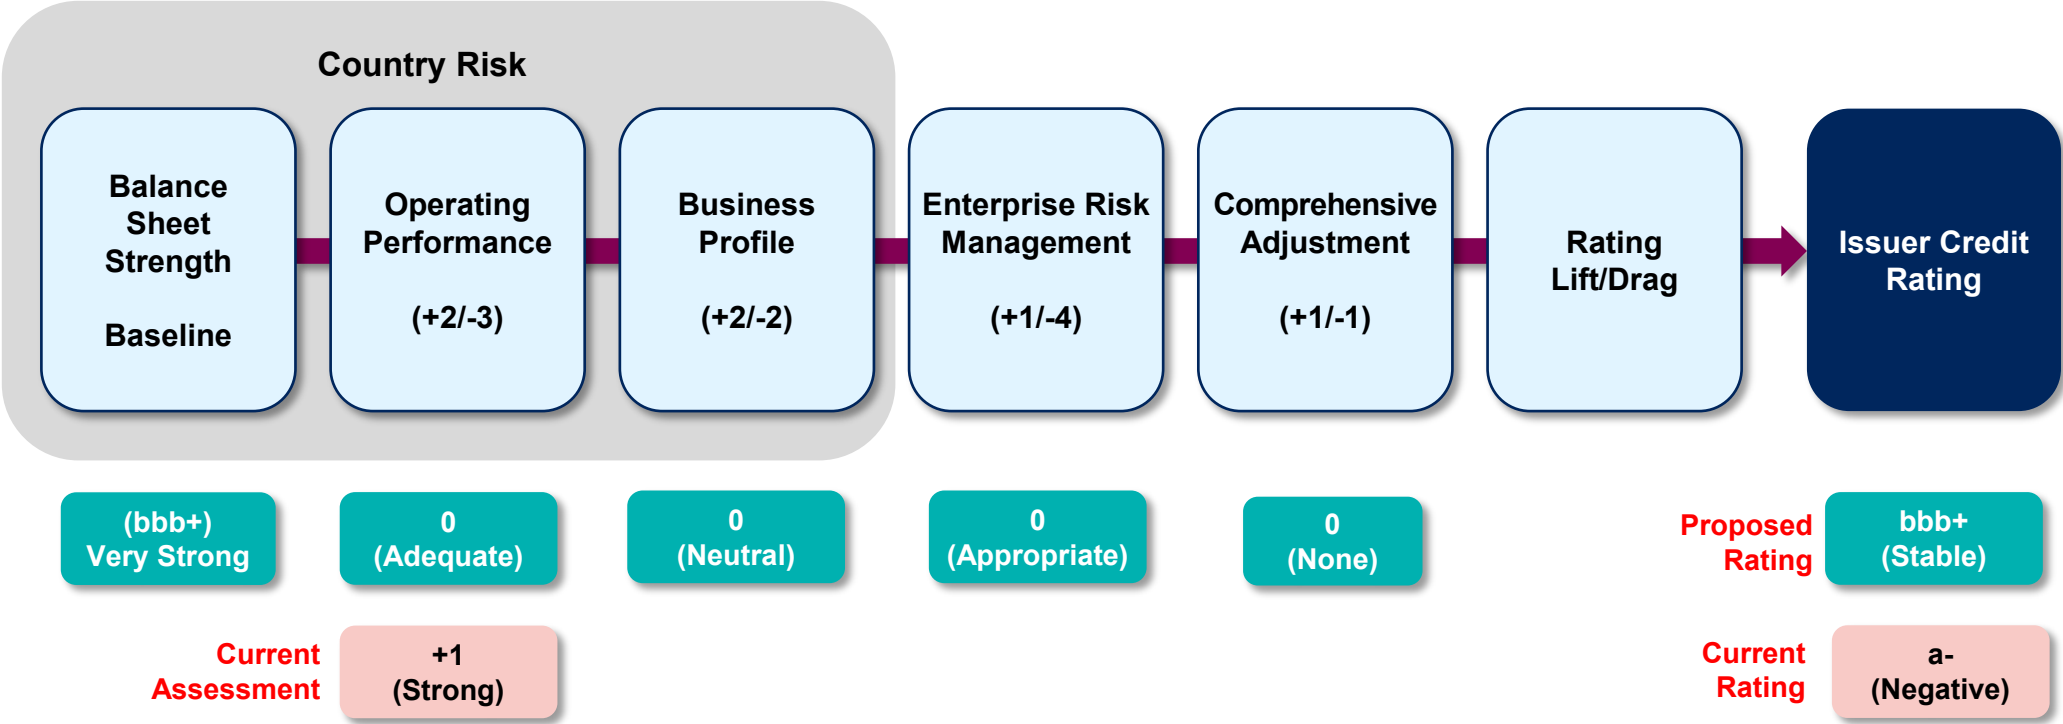 Country Risk
Balance
Sheet
Strength
Baseline
Operating
Performance
(+2/-3)
Business
Profile
(+2/-2)
Enterprise Risk
Management
(+1/-4)
Comprehensive
Adjustment
(+1/-1)
Rating
Lift/Drag
Issuer Credit
Rating
(bbb+)
Very Strong
0
(Adequate)
0
(Neutral)
0
(Appropriate)
0
(None)
Proposed
Rating
bbb+
(Stable)
Current
Assessment
+1
(Strong)
Current
Rating
a-
(Negative)